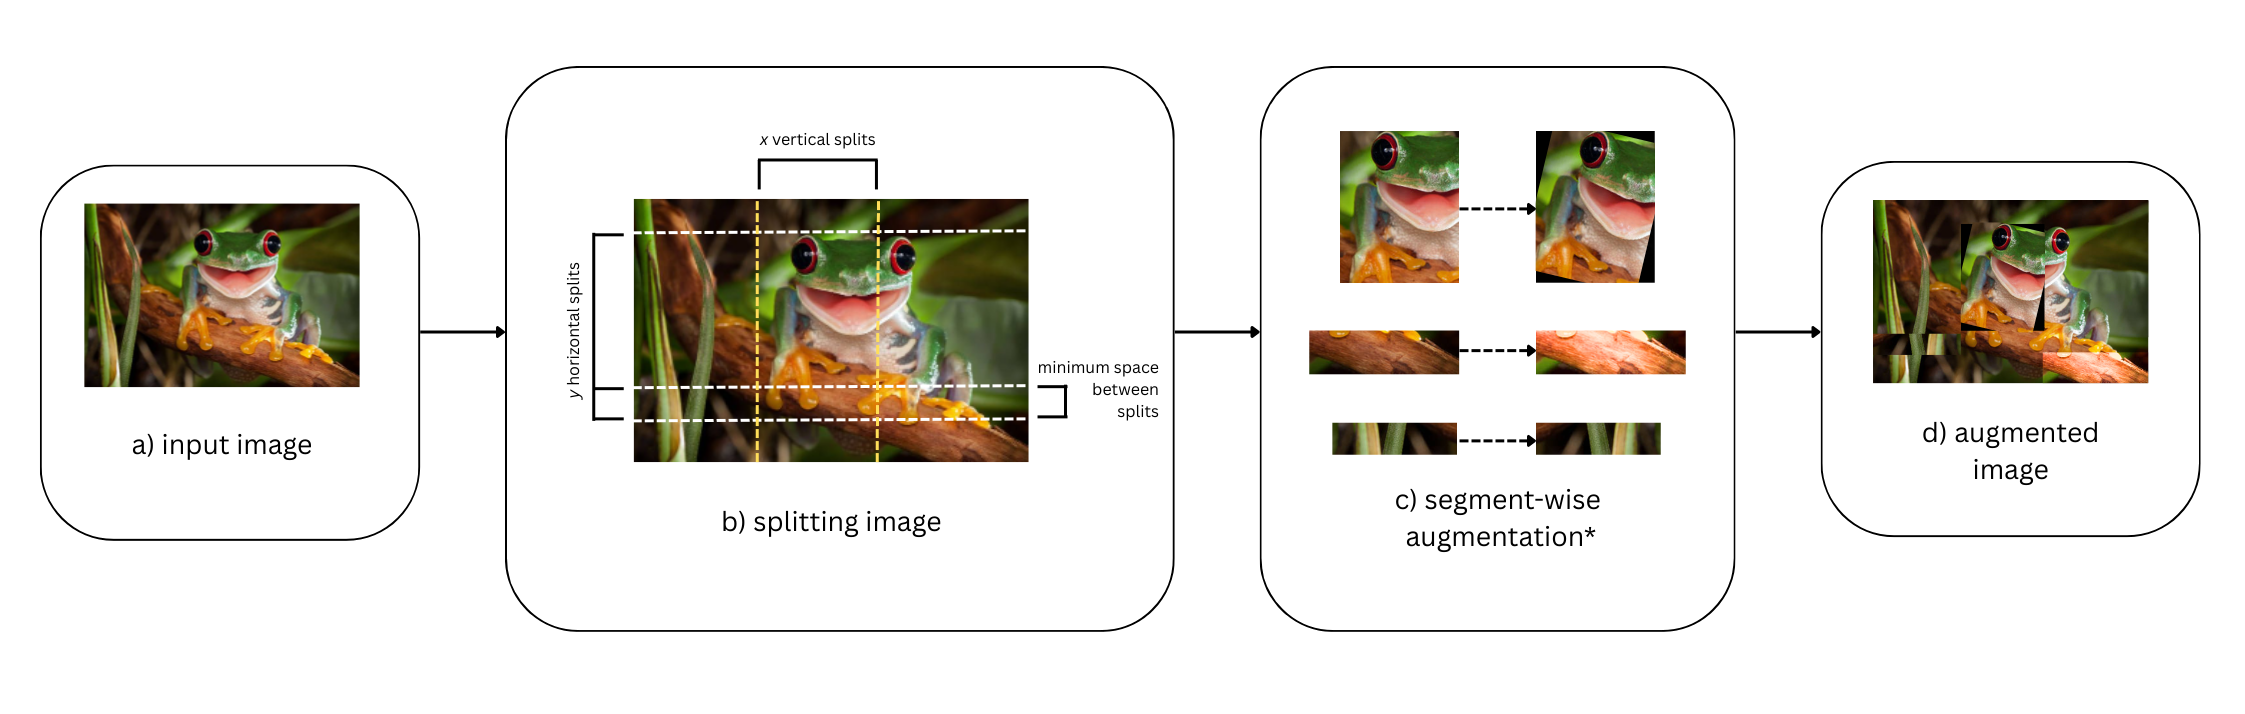 a) input image
x vertical splits
y horizontal splits
minimum space
between
splits
b) splitting image
c) segment-wise
augmentation*
d) augmented
image